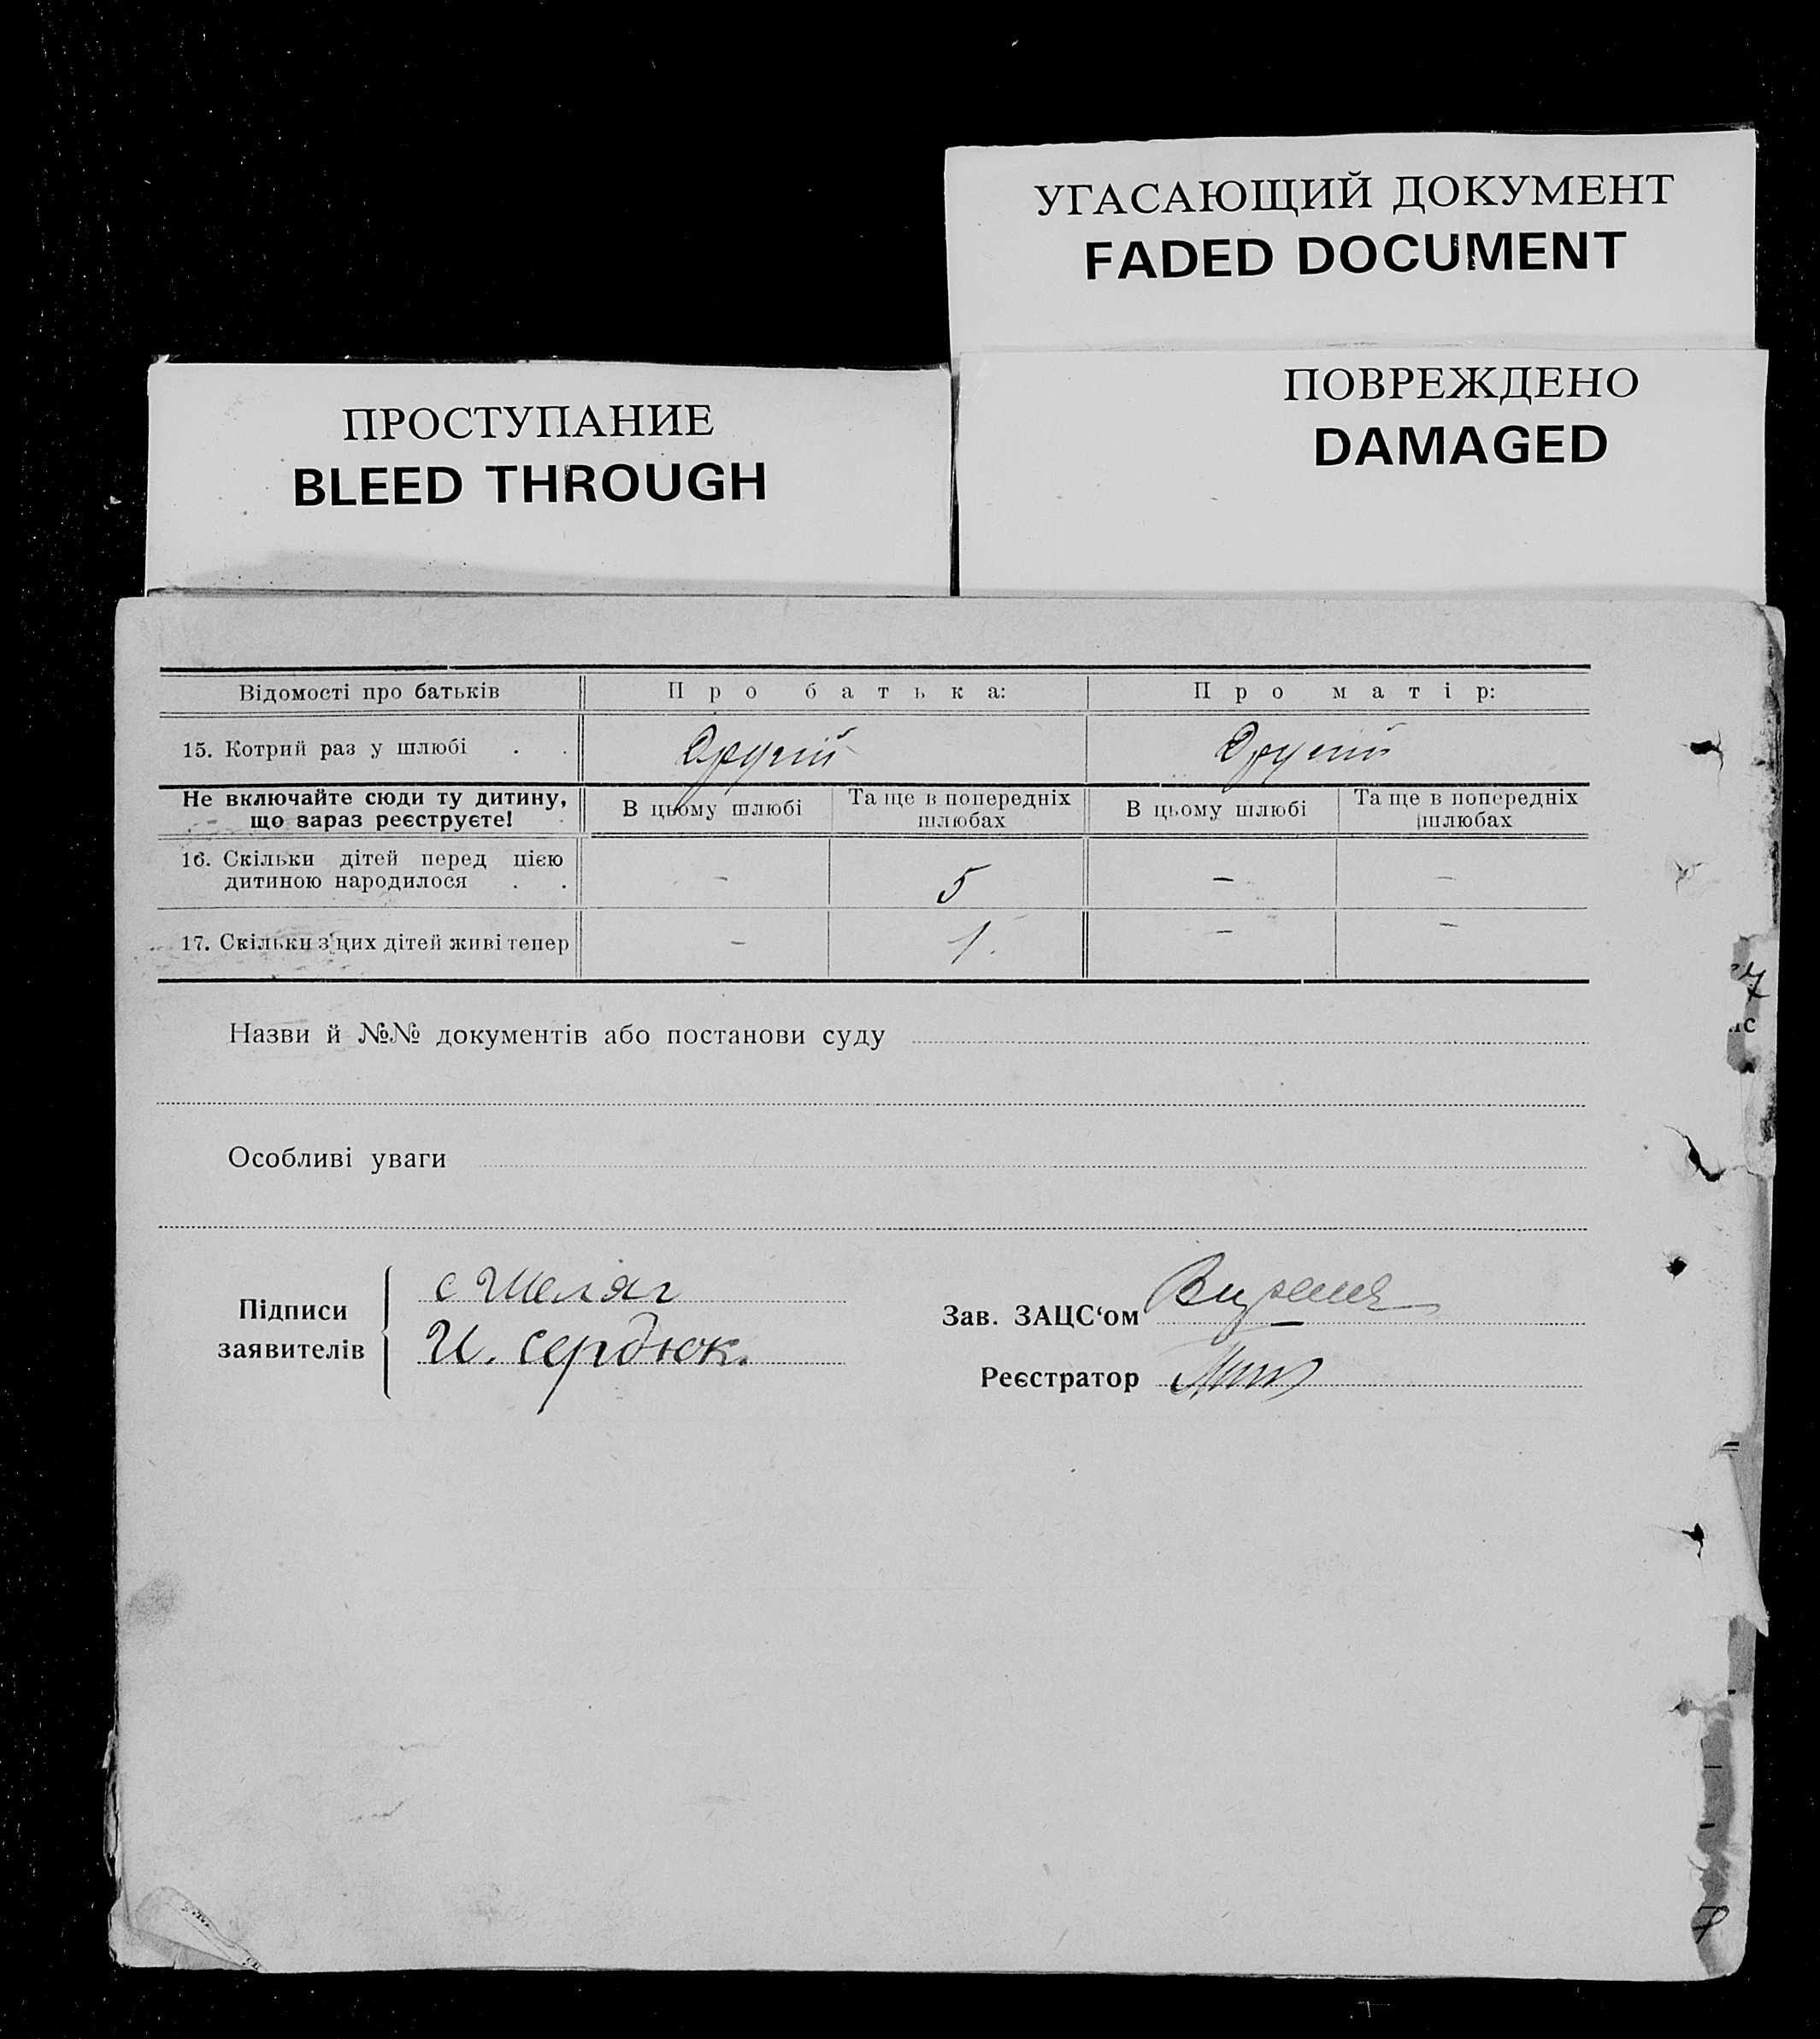 УГАСАЮЩИЙ ДОКУМЕНТ
FADED DOCUMENT
ПОВРЕЖДЕНО
DAMAGED
ПРОСТУПАНИЕ
BLEED THROUGH
Відомості про батьків Про батька: Про матір:
15. Котрий раз у шлюбі . . Другий Другий
Не включайте сюди ту дитину, що зараз реєструєте! В цьому шлюбі Та ще в попередніх шлюбах В цьому шлюбі Та ще в попередніх шлюбах
16. Скільки дітей перед цією
дитиною народилося . . – 5 – –
17. Скільки з цих дітей живі тепер – 1. – –
Назви й №№ документів або постанови суду
Особливі уваги
Підписи
заявителів
с Шеляг
И. Сердюк.
Зав. ЗАЦС‘ом
Реєстратор